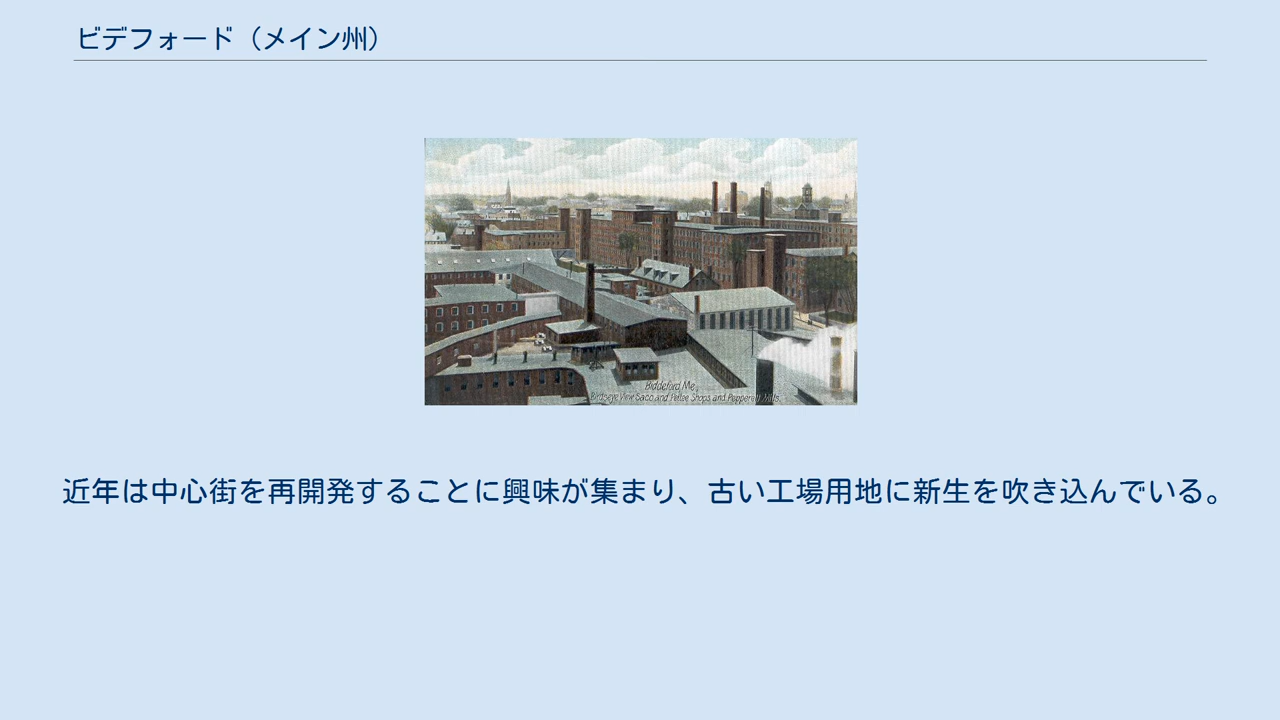 ビデフォード（メイン州）
Biddeford Me.
Birdseye View Saco and Pettee Shops and Pepperell Mills.
近年は中心街を再開発することに興味が集まり、古い工場用地に新生を吹き込んでいる。